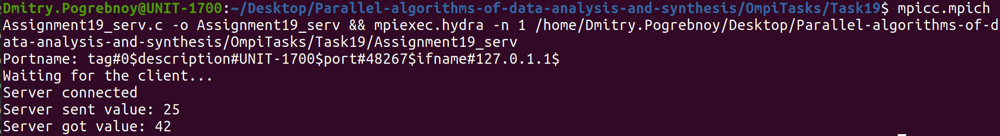 Dmitry.Pogrebnoy@UNIT-1700:~/Desktop/Parallel-algorithms-of-data-analysis-and-synthesis/OmpiTasks/Task19$ mpicc.mpich
Assignment19_serv.c -o Assignment19_serv && mpiexec.hydra -n 1 /home/Dmitry.Pogrebnoy/Desktop/Parallel-algorithms-of-d
ata-analysis-and-synthesis/OmpiTasks/Task19/Assignment19_serv
Portname: tag#0$description#UNIT-1700$port#48267$ifname#127.0.1.1$
Waiting for the client...
Server connected
Server sent value: 25
Server got value: 42